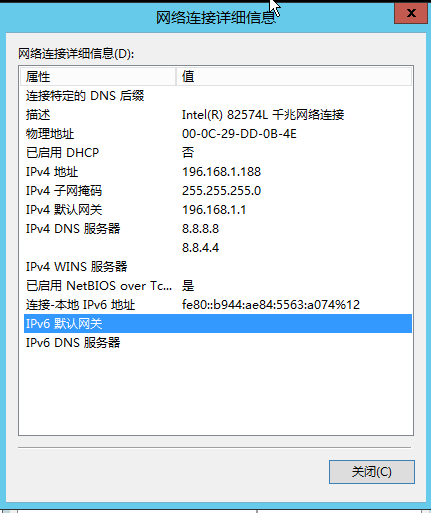 网络连接详细信息
x
网络连接详细信息(D):
属性 值
连接特定的 DNS 后缀
描述 Intel(R) 82574L 千兆网络连接
物理地址 00-0C-29-DD-0B-4E
已启用 DHCP 否
IPv4 地址 196.168.1.188
IPv4 子网掩码 255.255.255.0
IPv4 默认网关 196.168.1.1
IPv4 DNS 服务器 8.8.8.8
8.8.4.4
IPv4 WINS 服务器
已启用 NetBIOS over Tc... 是
连接-本地 IPv6 地址 fe80::b944:ae84:5563:a074%12
IPv6 默认网关
IPv6 DNS 服务器
关闭(C)